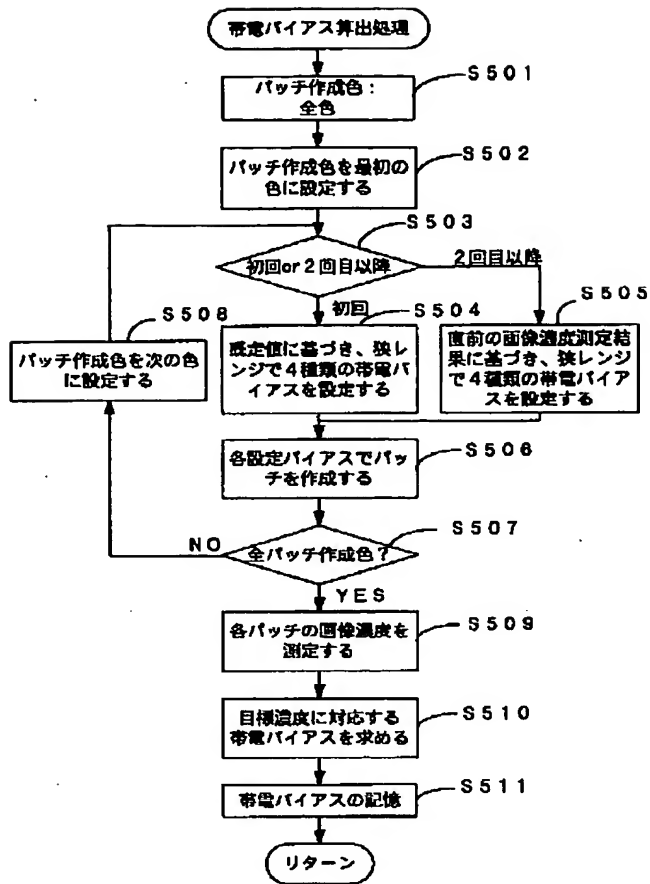 帯電バイアス算出処理
S501
パッチ作成色：
全色
S502
パッチ作成色を最初の
色に設定する
S503
初回or2回目以降
2回目以降
初回
S504
既定値に基づき、狭レ
ンジで4種類の帯電バ
イアスを設定する
S505
直前の画像濃度測定結
果に基づき、狭レンジ
で4種類の帯電バイア
スを設定する
S508
パッチ作成色を次の色
に設定する
S506
各設定バイアスでパッ
チを作成する
S507
全パッチ作成色？
NO
YES
S509
各パッチの画像濃度を
測定する
S510
目標濃度に対応する
帯電バイアスを求める
S511
帯電バイアスの記憶
リターン